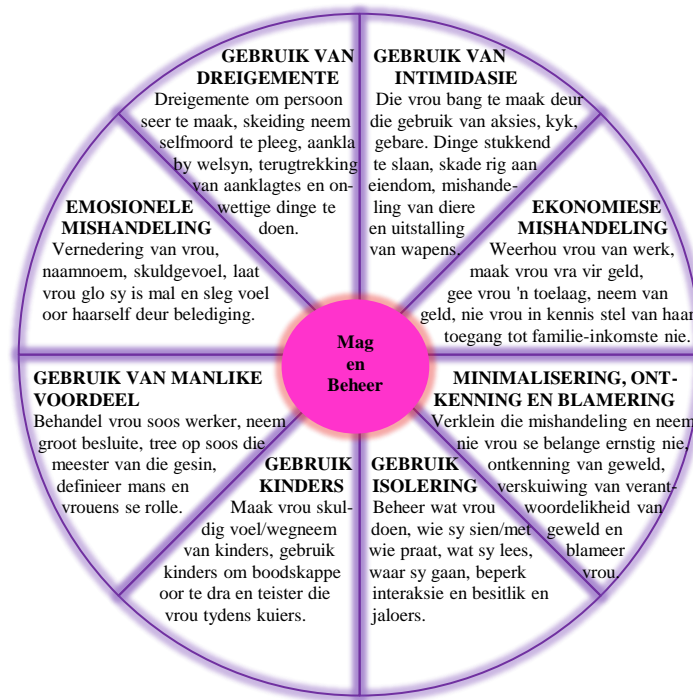 GEBRUIK VAN
DREIGEMENTE
Dreigemente om persoon
seer te maak, skeiding neem
selfmoord te pleeg, aankla
by welsyn, terugtrekking
van aanklagtes en on-
wettige dinge te
doen.
GEBRUIK VAN
INTIMIDASIE
Die vrou bang te maak deur
die gebruik van aksies, kyk,
gebare. Dinge stukkend
te slaan, skade rig aan
eiendom, mishande-
ling van diere
en uitstalling
van wapens.
EMOSIONELE
MISHANDELING
Vernedering van vrou,
naamnoem, skuldgevoel, laat
vrou glo sy is mal en sleg voel
oor haarself deur belediging.
EKONOMIESE
MISHANDELING
Weerhou vrou van werk,
maak vrou vra vir geld,
gee vrou 'n toelaag, neem van
geld, nie vrou in kennis stel van haar
toegang tot familie-inkomste nie.
Mag
en
Beheer
GEBRUIK VAN MANLIKE
VOORDEEL
Behandel vrou soos werker, neem
groot besluite, tree op soos die
meester van die gesin,
definieer mans en
vrouens se rolle.
MINIMALISERING, ONT-
KENNING EN BLAMERING
Verklein die mishandeling en neem
nie vrou se belange ernstig nie,
ontkenning van geweld,
verskuiwing van verant-
woordelikheid van
geweld en
blameer
vrou.
GEBRUIK
KINDERS
Maak vrou skul-
dig voel/wegneem
van kinders, gebruik
kinders om boodskappe
oor te dra en teister die
vrou tydens kuiers.
GEBRUIK
ISOLERING
Beheer wat vrou
doen, wie sy sien/met
wie praat, wat sy lees,
waar sy gaan, beperk
interaksie en besitlik en
jaloers.